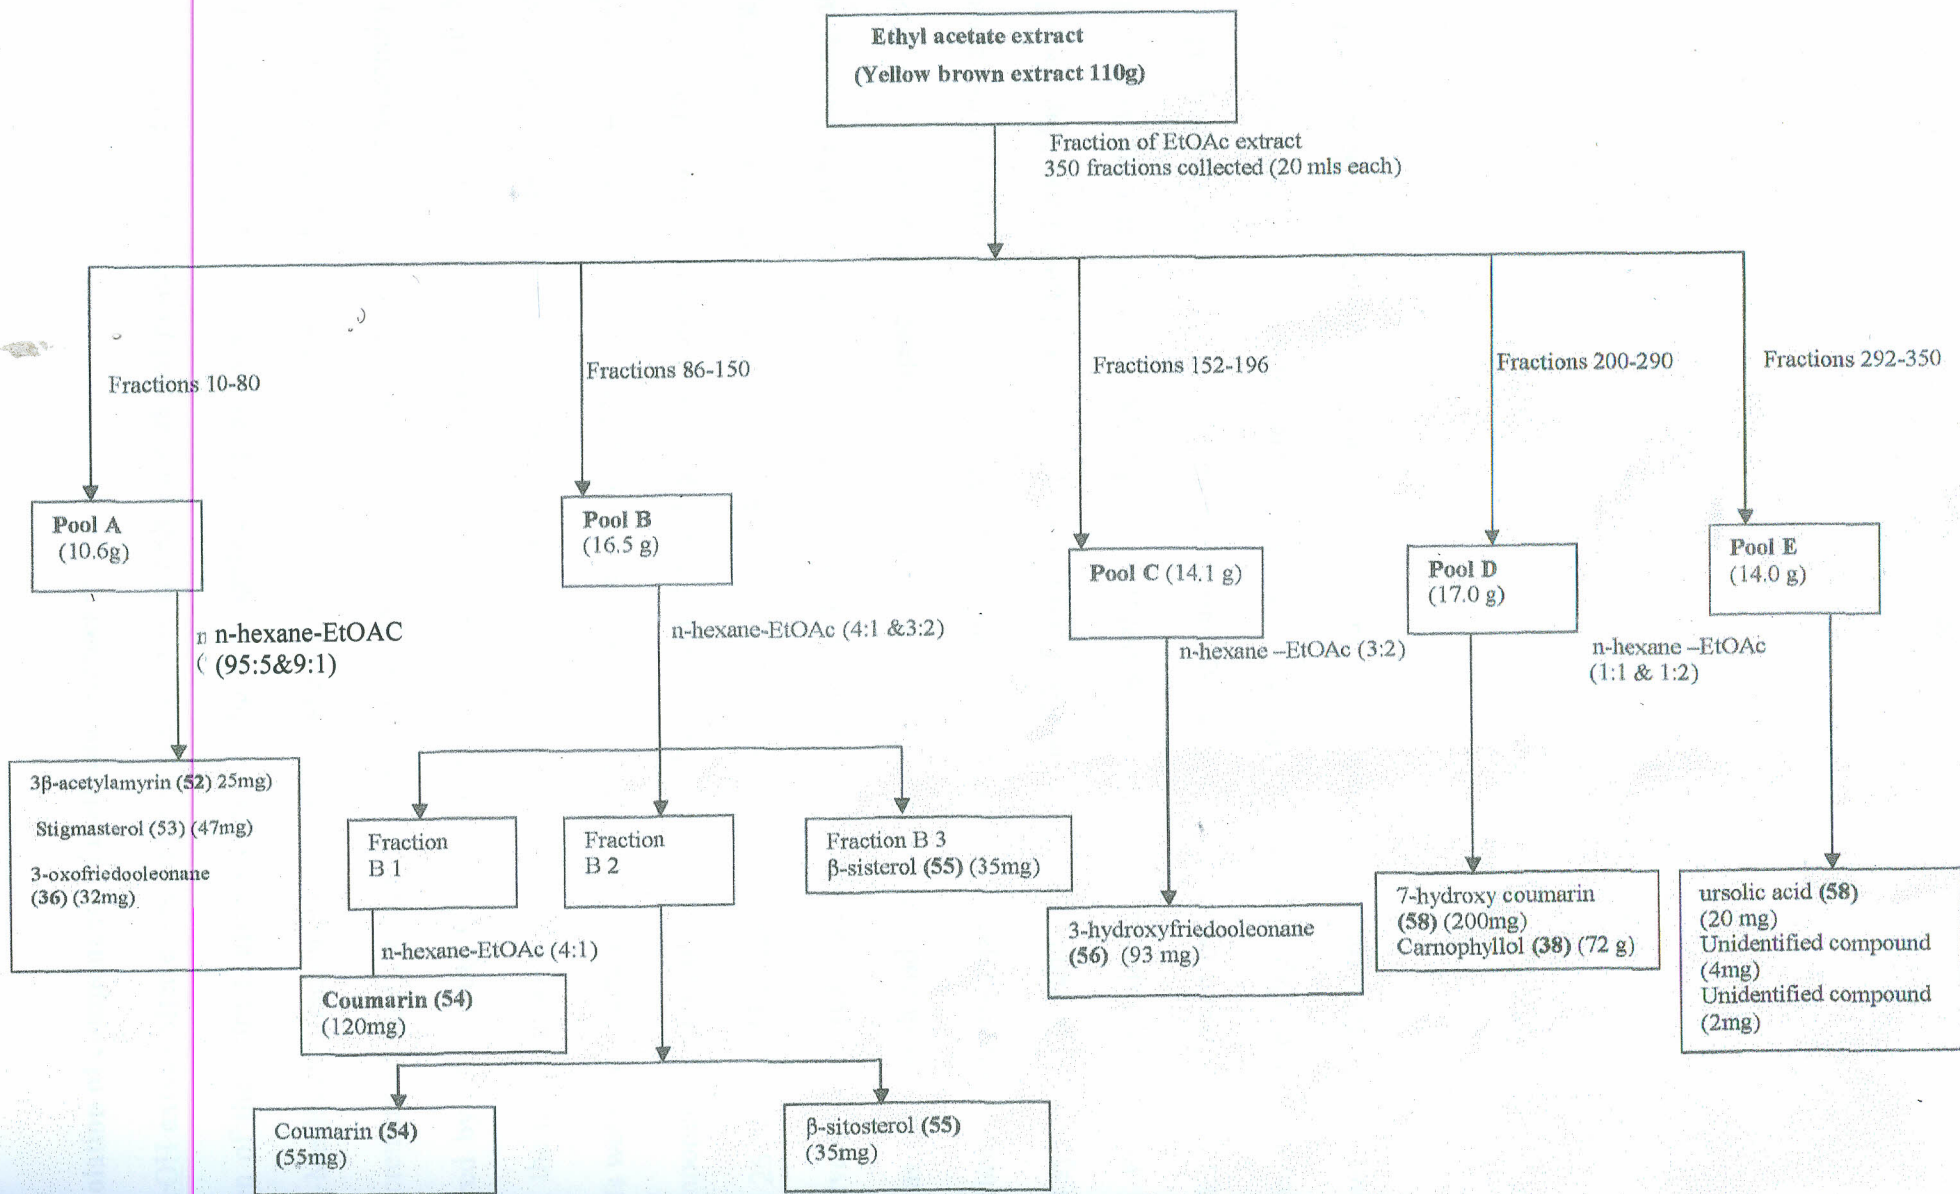 Ethyl acetate extract
(Yellow brown extract 110g)
Fraction of EtOAc extract
350 fractions collected (20 mls each)
Fractions 10-80
Fractions 86-150
Fractions 152-196
Fractions 200-290
Fractions 292-350
Pool A
(10.6g)
Pool B
(16.5 g)
Pool C (14.1 g)
Pool D
(17.0 g)
Pool E
(14.0 g)
n n-hexane-EtOAC
( (95:5&9:1)
n-hexane-EtOAc (4:1 &3:2)
n-hexane –EtOAc (3:2)
n-hexane –EtOAc
(1:1 & 1:2)
3β-acetylamyrin (52) 25mg)
Stigmasterol (53) (47mg)
3-oxofriedooleonane
(36) (32mg)
Fraction
B 1
Fraction
B 2
Fraction B 3
β-sisterol (55) (35mg)
3-hydroxyfriedooleonane
(56) (93 mg)
7-hydroxy coumarin
(58) (200mg)
Carnophyllol (38) (72 g)
ursolic acid (58)
(20 mg)
Unidentified compound
(4mg)
Unidentified compound
(2mg)
n-hexane-EtOAc (4:1)
Coumarin (54)
(120mg)
Coumarin (54)
(55mg)
β-sitosterol (55)
(35mg)